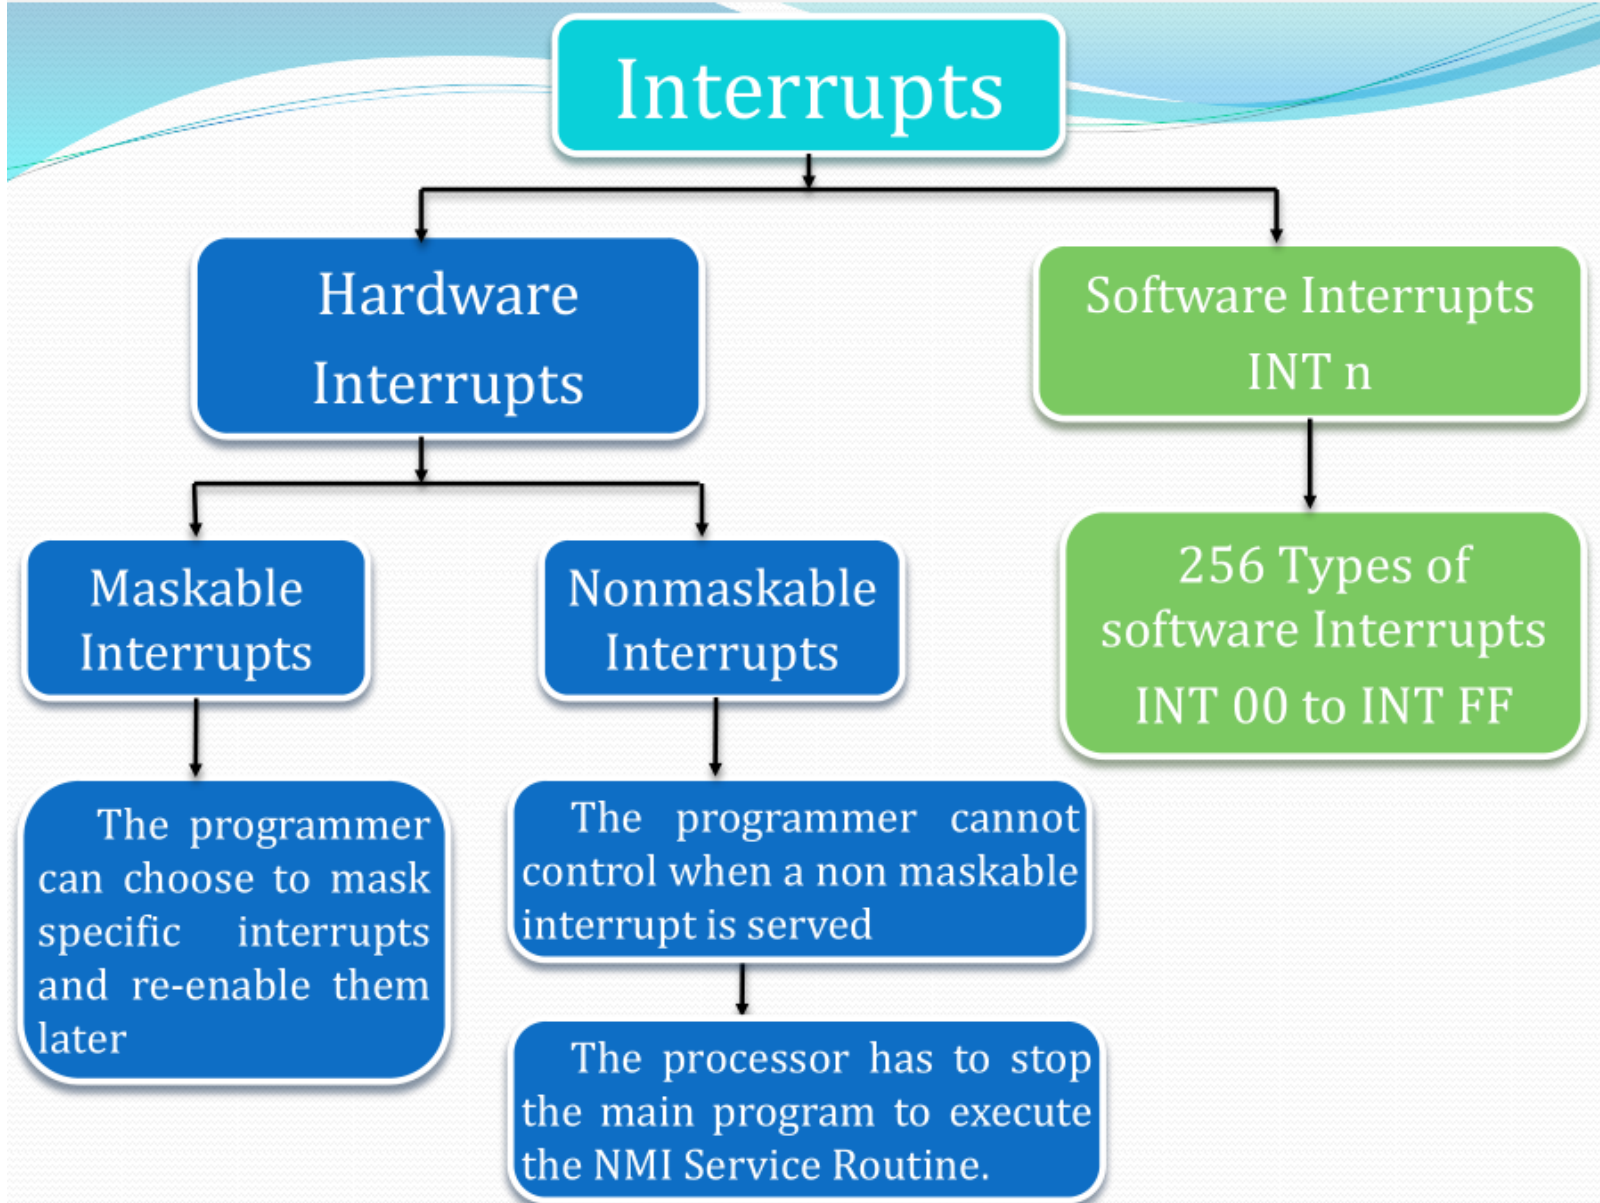 Interrupts
Hardware
Interrupts
Software Interrupts
INT n
Maskable
Interrupts
Nonmaskable
Interrupts
256 Types of
software Interrupts
INT 00 to INT FF
The programmer
can choose to mask
specific interrupts
and re-enable them
later
The programmer cannot
control when a non maskable
interrupt is served
The processor has to stop
the main program to execute
the NMI Service Routine.